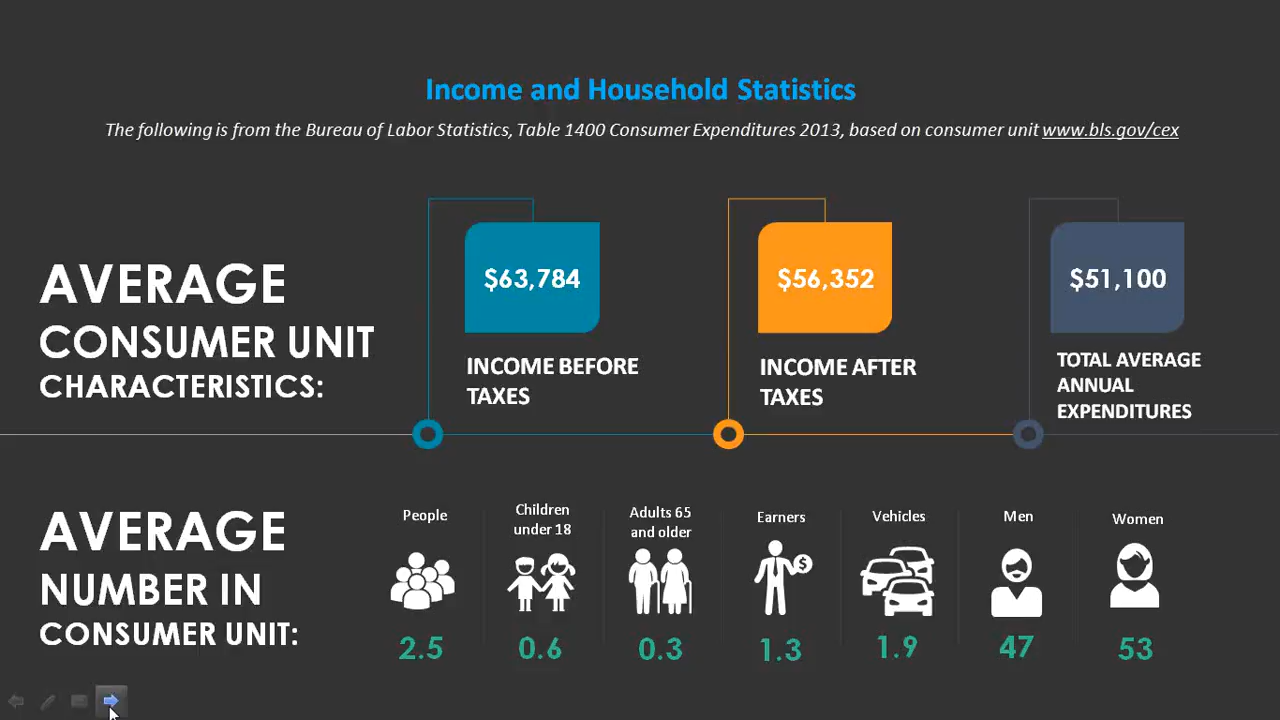 Income and Household Statistics
The following is from the Bureau of Labor Statistics, Table 1400 Consumer Expenditures 2013, based on consumer unit www.bls.gov/cex
AVERAGE
CONSUMER UNIT
CHARACTERISTICS:
$63,784
INCOME BEFORE
TAXES
$56,352
INCOME AFTER
TAXES
$51,100
TOTAL AVERAGE
ANNUAL
EXPENDITURES
AVERAGE
NUMBER IN
CONSUMER UNIT:
People
2.5
Children
under 18
0.6
Adults 65
and older
0.3
Earners
$
1.3
Vehicles
1.9
Men
47
Women
53